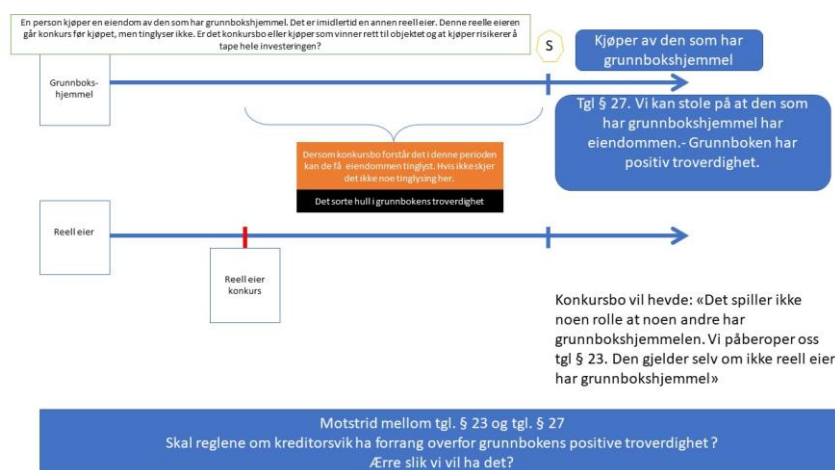 En person kjøper en eiendom av den som har grunnbokshjemmel. Det er imidlertid en annen reell eier. Denne reelle eieren
går konkurs før kjøpet, men tinglyser ikke. Er det konkursbo eller kjøper som vinner rett til objektet og at kjøper risikerer å
tape hele investeringen?
S
Kjøper av den som har
grunnbokshjemmel
Grunnboks-
hjemmel
Tgl § 27. Vi kan stole på at den som
har grunnbokshjemmel har
eiendommen.- Grunnboken har
positiv troverdighet.
Dersom konkursbo forstår det i denne perioden
kan de få eiendommen tinglyst. Hvis ikke skjer
det ikke noe tinglysing her.
Det sorte hull i grunnbokens troverdighet
Reell eier
Reell eier
konkurs
Konkursbo vil hevde: «Det spiller ikke
noen rolle at noen andre har
grunnbokshjemmelen. Vi påberoper oss
tgl § 23. Den gjelder selv om ikke reell eier
har grunnbokshjemmel»
Motstrid mellom tgl. § 23 og tgl. § 27
Skal reglene om kreditorsvik ha forrang overfor grunnbokens positive troverdighet ?
Ærre slik vi vil ha det?